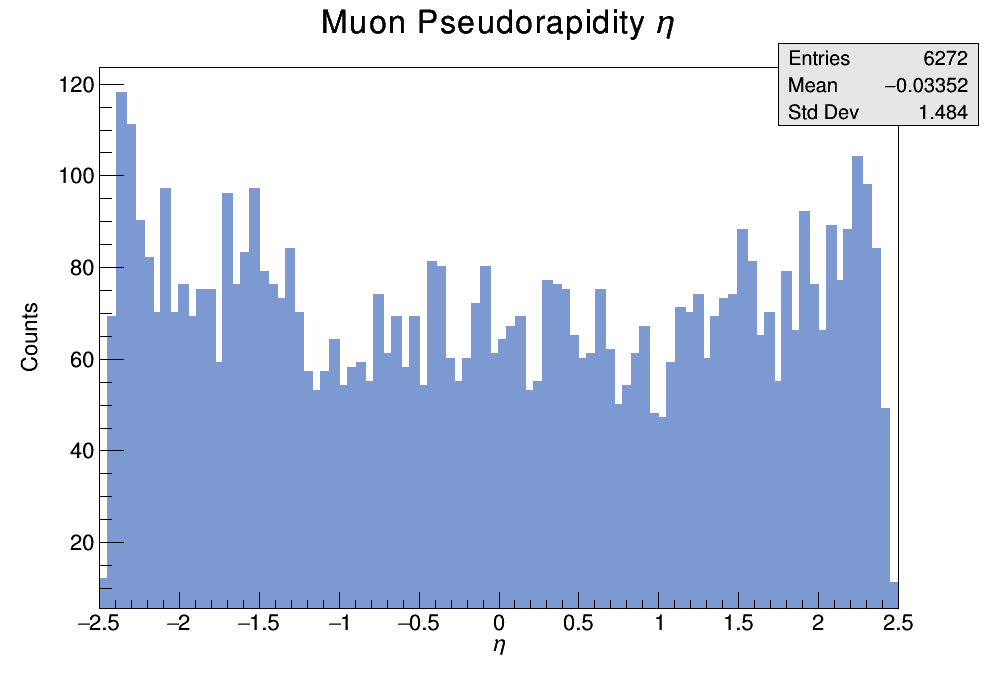 Muon Pseudorapidity η
Entries 6272
Mean −0.03352
Std Dev 1.484
120
100
80
60
40
20
Counts
−2.5 −2 −1.5 −1 −0.5 0 0.5 1 1.5 2 2.5
η